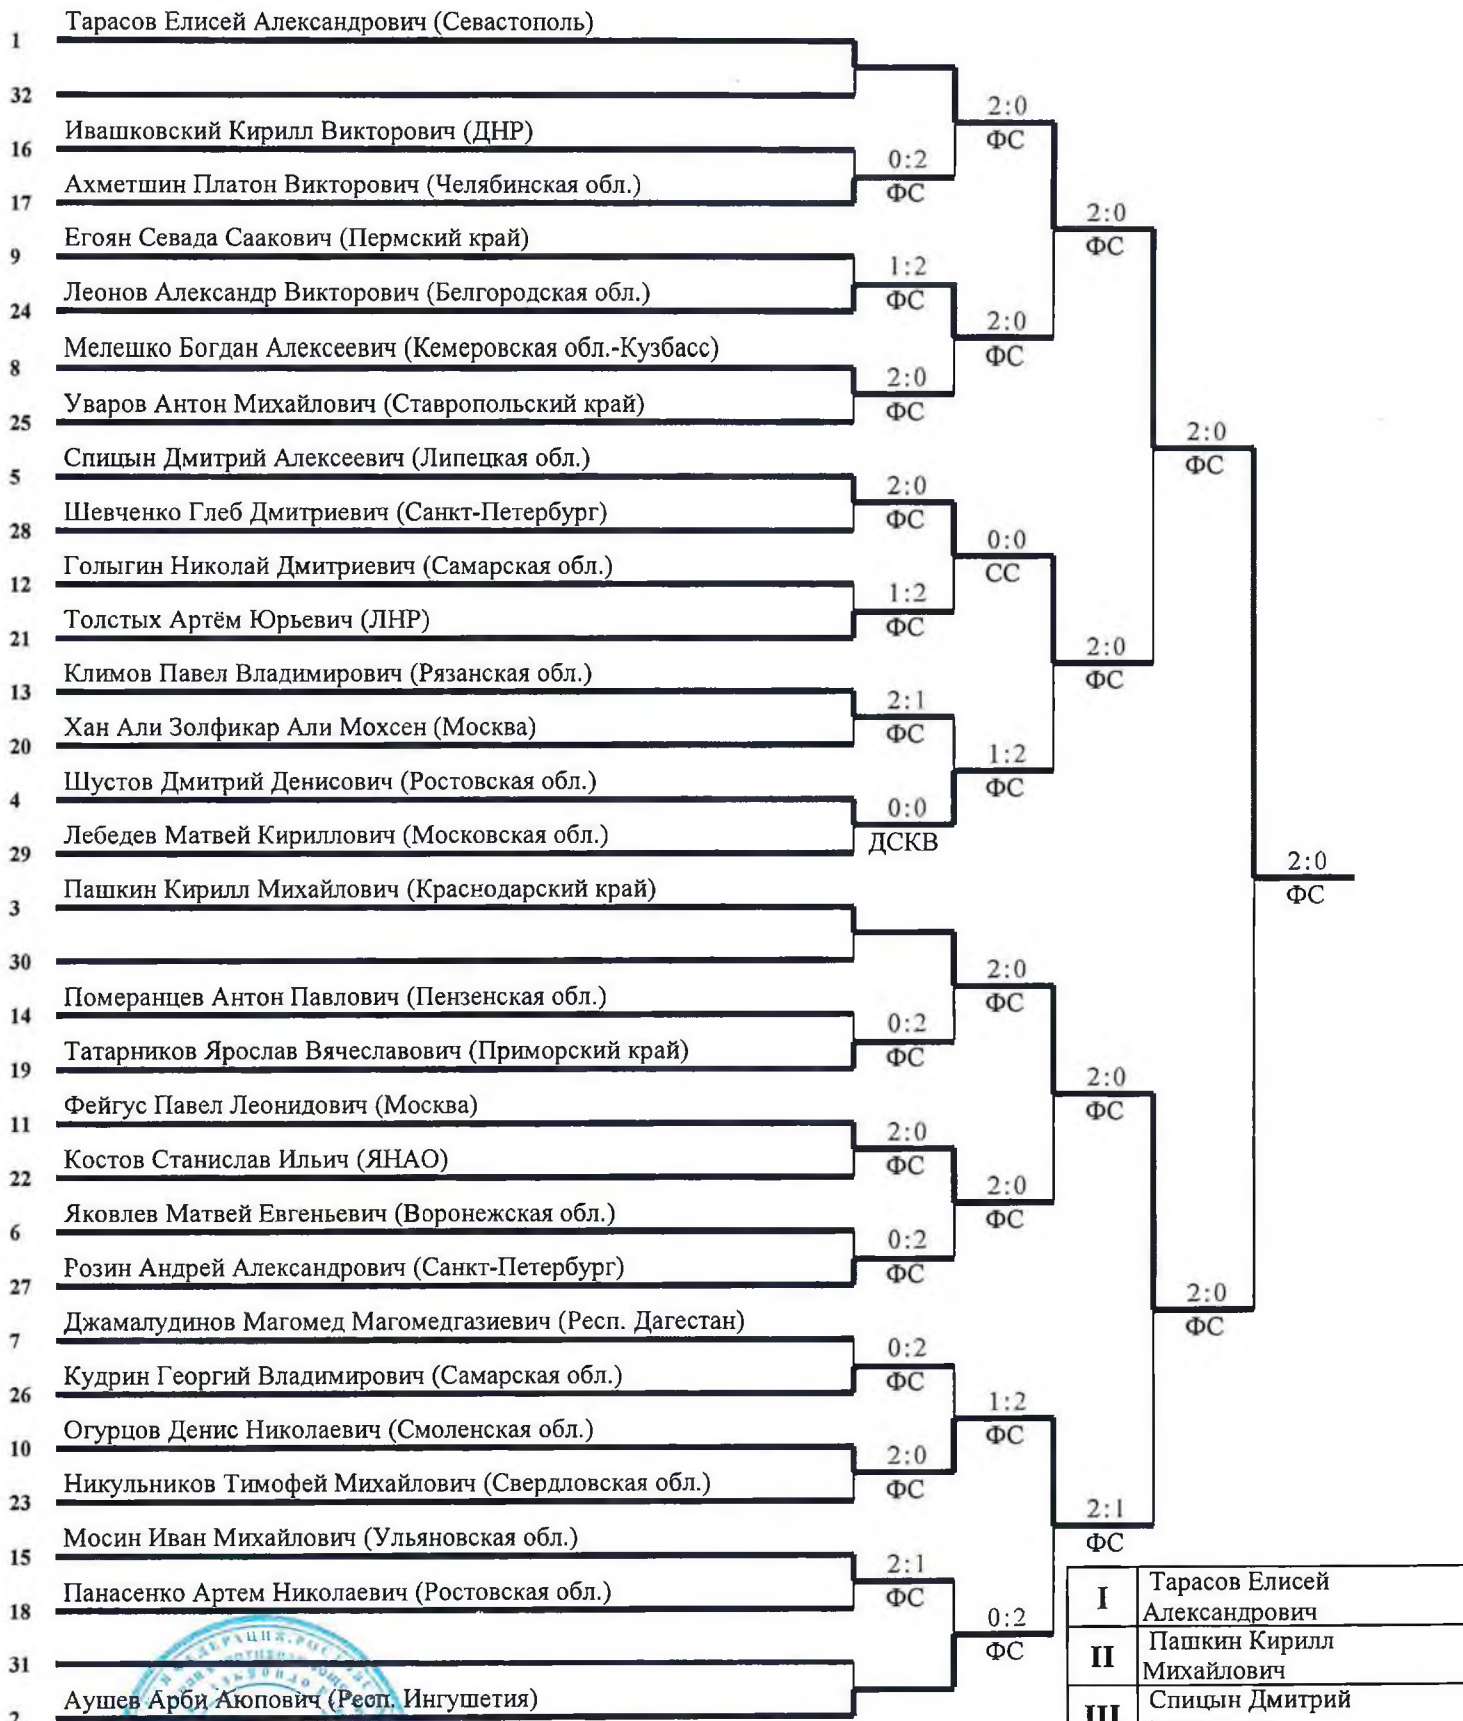 Тарасов Елисей Александрович (Севастополь)
1
32
2:0
ФС
Ивашковский Кирилл Викторович (ДНР)
16
0:2
ФС
Ахметшин Платон Викторович (Челябинская обл.)
17
2:0
ФС
Егоян Севада Саакович (Пермский край)
9
1:2
ФС
Леонов Александр Викторович (Белгородская обл.)
24
2:0
ФС
Мелешко Богдан Алексеевич (Кемеровская обл.-Кузбасс)
8
2:0
ФС
Уваров Антон Михайлович (Ставропольский край)
25
2:0
ФС
Спицын Дмитрий Алексеевич (Липецкая обл.)
5
2:0
ФС
Шевченко Глеб Дмитриевич (Санкт-Петербург)
28
0:0
СС
Голыгин Николай Дмитриевич (Самарская обл.)
12
1:2
ФС
Толстых Артём Юрьевич (ЛНР)
21
2:0
ФС
Климов Павел Владимирович (Рязанская обл.)
13
2:1
ФС
Хан Али Золфикар Али Мохсен (Москва)
20
1:2
ФС
Шустов Дмитрий Денисович (Ростовская обл.)
4
0:0
ДСКВ
Лебедев Матвей Кириллович (Московская обл.)
29
2:0
ФС
Пашкин Кирилл Михайлович (Краснодарский край)
3
30
2:0
ФС
Померанцев Антон Павлович (Пензенская обл.)
14
0:2
ФС
Татарников Ярослав Вячеславович (Приморский край)
19
2:0
ФС
Фейгус Павел Леонидович (Москва)
11
2:0
ФС
Костов Станислав Ильич (ЯНАО)
22
2:0
ФС
Яковлев Матвей Евгеньевич (Воронежская обл.)
6
0:2
ФС
Розин Андрей Александрович (Санкт-Петербург)
27
2:0
ФС
Джамалудинов Магомед Магомедгазиевич (Респ. Дагестан)
7
0:2
ФС
Кудрин Георгий Владимирович (Самарская обл.)
26
1:2
ФС
Огурцов Денис Николаевич (Смоленская обл.)
10
2:0
ФС
Никульников Тимофей Михайлович (Свердловская обл.)
23
2:1
ФС
Мосин Иван Михайлович (Ульяновская обл.)
15
2:1
ФС
Панасенко Артем Николаевич (Ростовская обл.)
18
0:2
ФС
31
Аушев Арби Аюпович (Респ. Ингушетия)
2
I Тарасов Елисей
Александрович
II Пашкин Кирилл
Михайлович
III Спицын Дмитрий